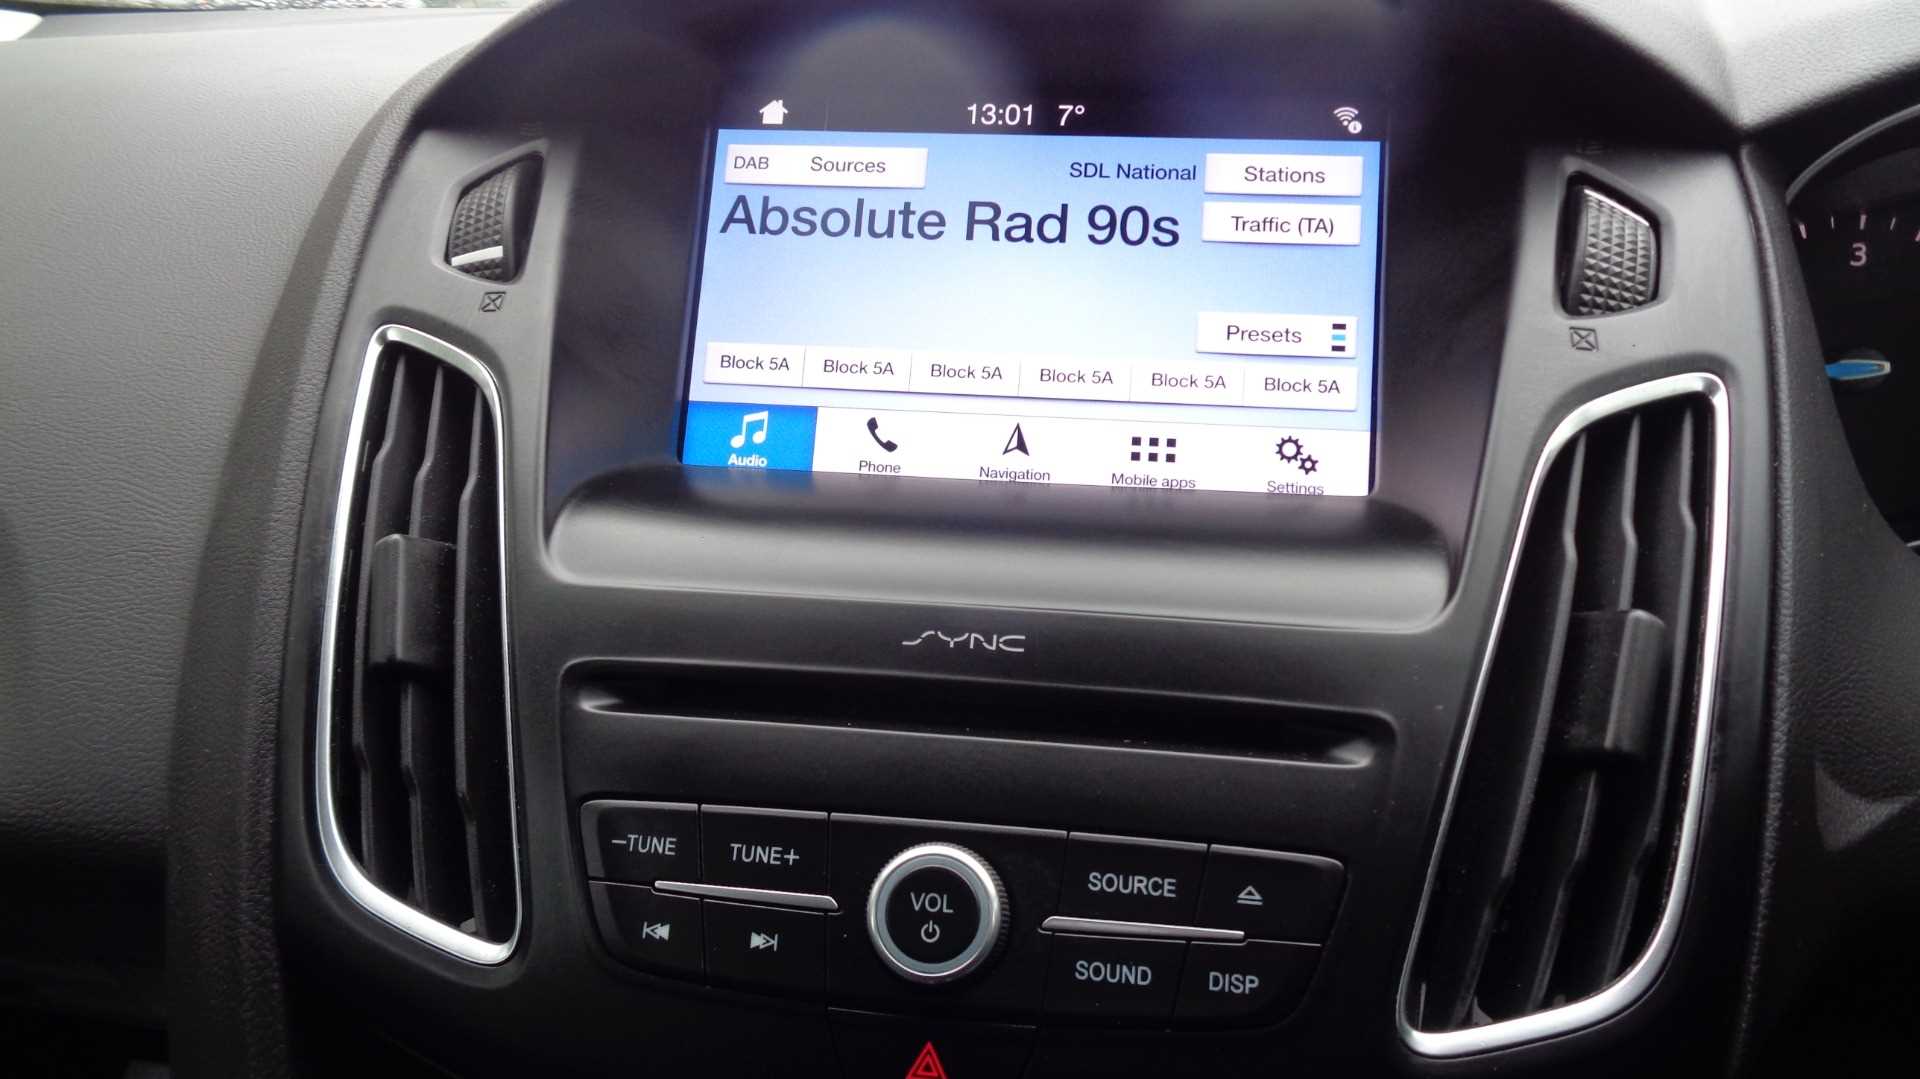 13:01 7°
DAB Sources
SDL National
Stations
Absolute Rad 90s
Traffic (TA)
Presets
Block 5A Block 5A Block 5A Block 5A Block 5A Block 5A
Audio Phone Navigation Mobile apps Settings
3
SYNC
–TUNE TUNE+
VOL
SOURCE
SOUND DISP